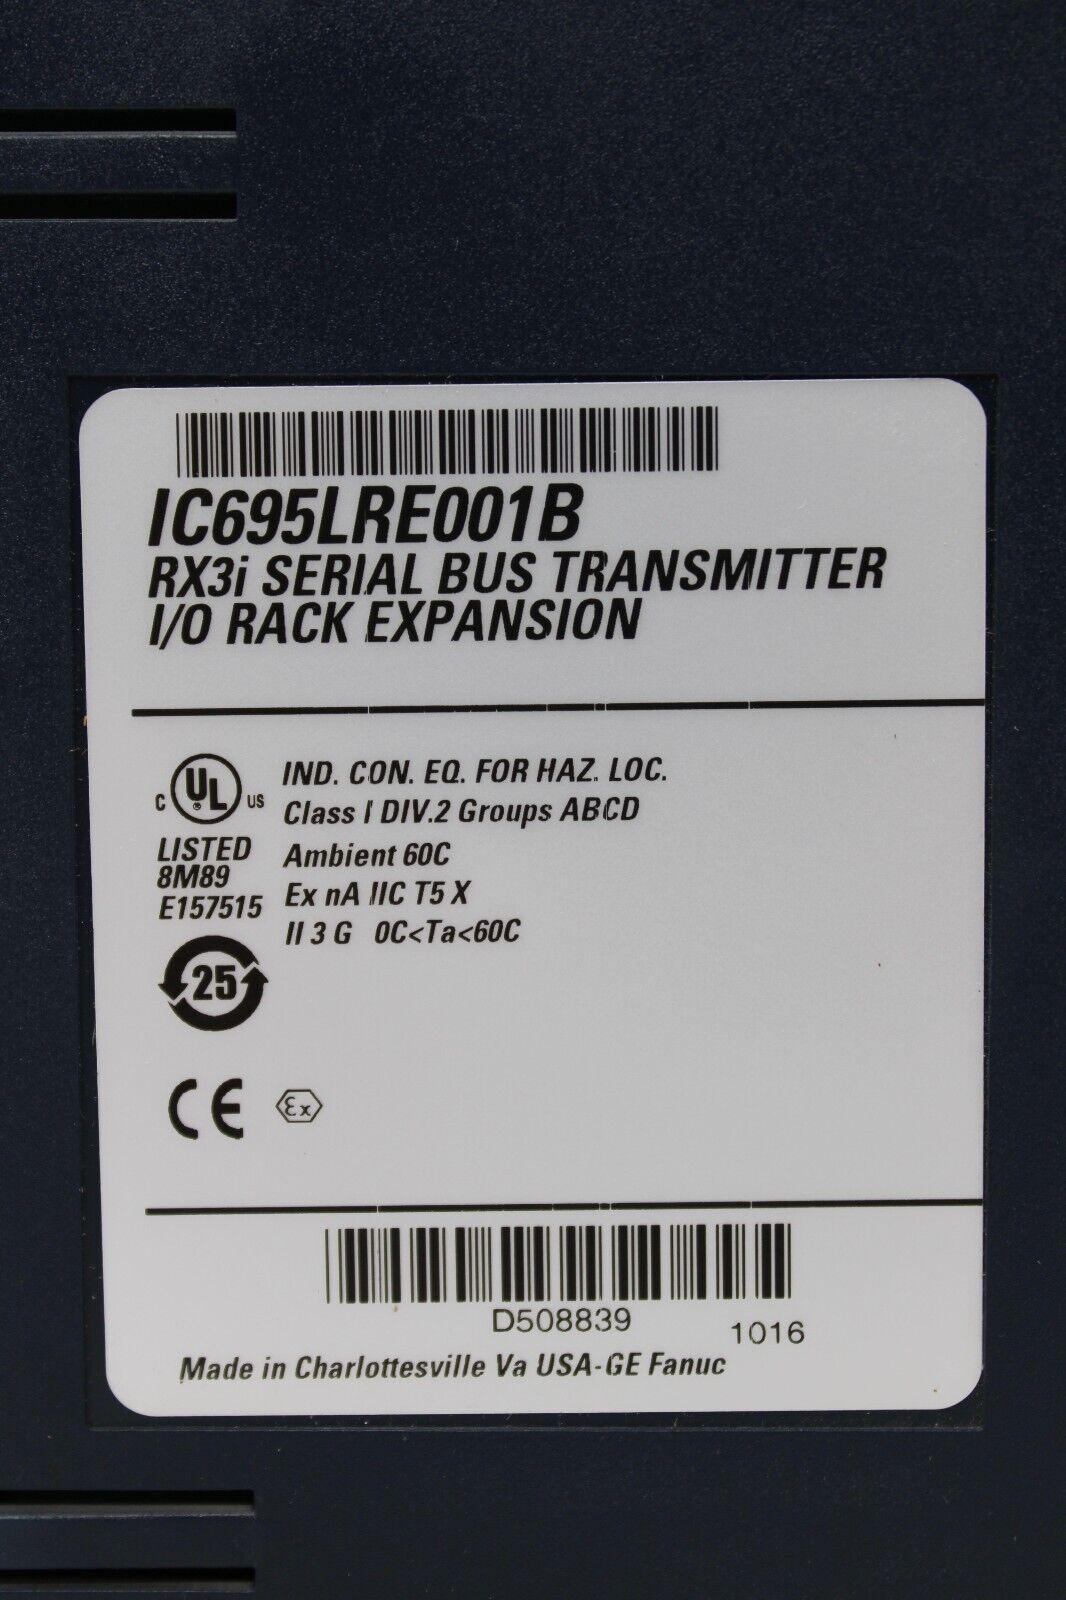 IC695LRE001B
RX3i SERIAL BUS TRANSMITTER
I/O RACK EXPANSION
C UL ® US
LISTED
8M89
E157515
IND. CON. EQ. FOR HAZ. LOC.
Class I DIV.2 Groups ABCD
Ambient 60C
Ex nA IIC T5 X
II 3 G 0C<Ta<60C
25
CE
Ex
D508839
1016
Made in Charlottesville Va USA-GE Fanuc